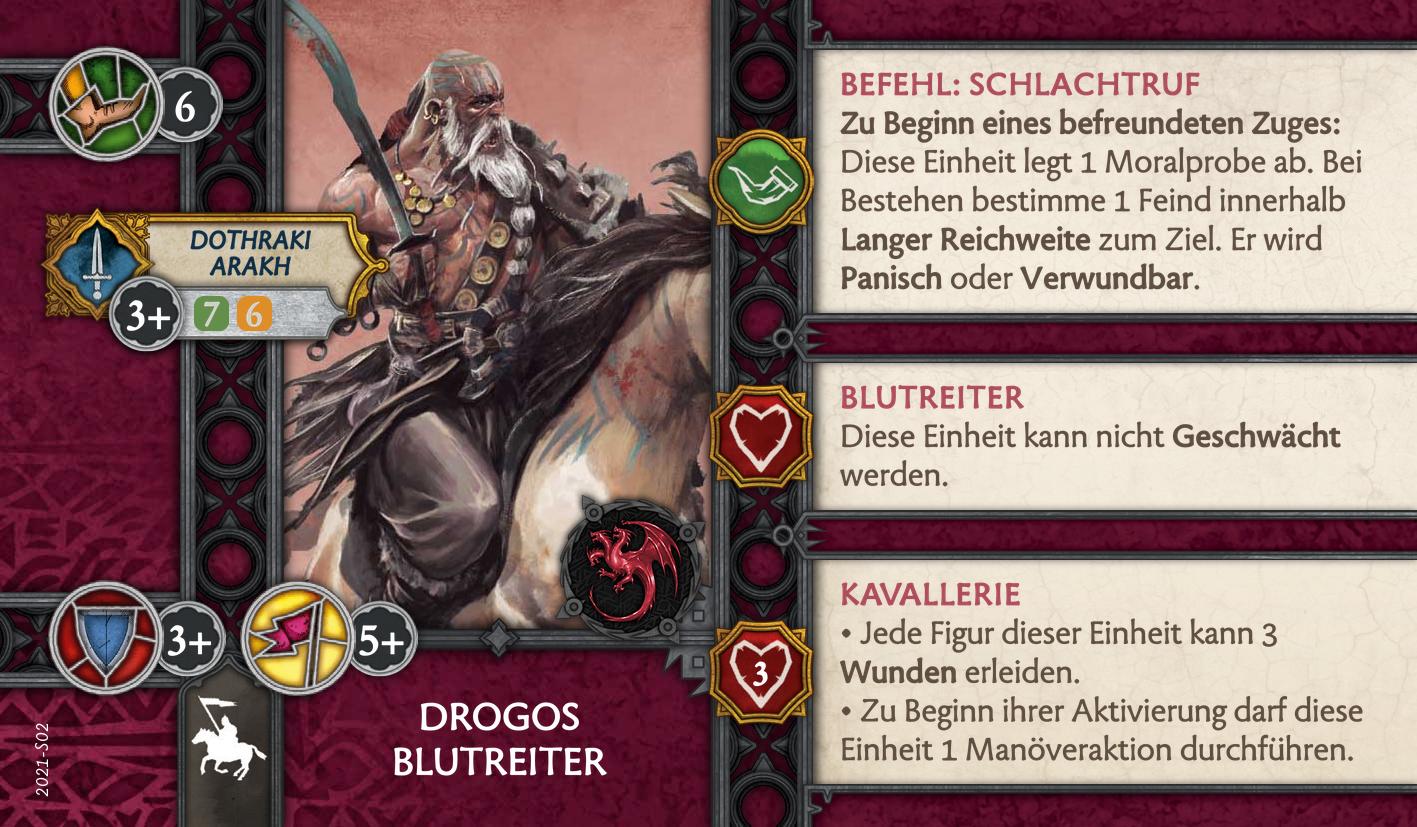 6
DOTHRAKI
ARAKH
3+ 7 6
3+ 5+
DROGOS
BLUTREITER
2021-S02
BEFEHL: SCHLACHTRUF
Zu Beginn eines befreundeten Zuges:
Diese Einheit legt 1 Moralprobe ab. Bei
Bestehen bestimme 1 Feind innerhalb
Langer Reichweite zum Ziel. Er wird
Panisch oder Verwundbar.
BLUTREITER
Diese Einheit kann nicht Geschwächt
werden.
3
KAVALLERIE
• Jede Figur dieser Einheit kann 3
Wunden erleiden.
• Zu Beginn ihrer Aktivierung darf diese
Einheit 1 Manöveraktion durchführen.